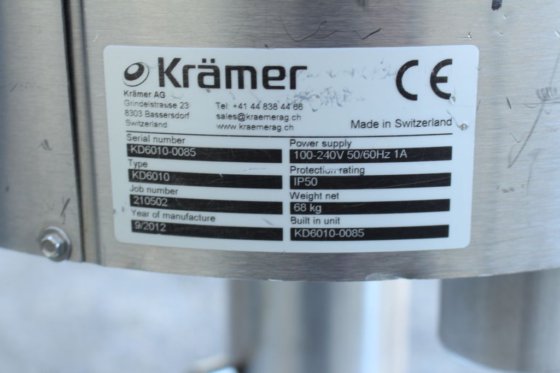 Krämer
CE
Krämer AG
Grindelstrasse 23
8303 Bassersdorf
Switzerland
Tel: +41 44 838 44 88
sales@kraemerag.ch
www.kraemerag.ch
Made in Switzerland
Serial number
KD6010-0085
Type
KD6010
Job number
210502
Year of manufacture
9/2012
Power supply
100-240V 50/60Hz 1A
Protection rating
IP50
Weight net
68 kg
Built in unit
KD6010-0085